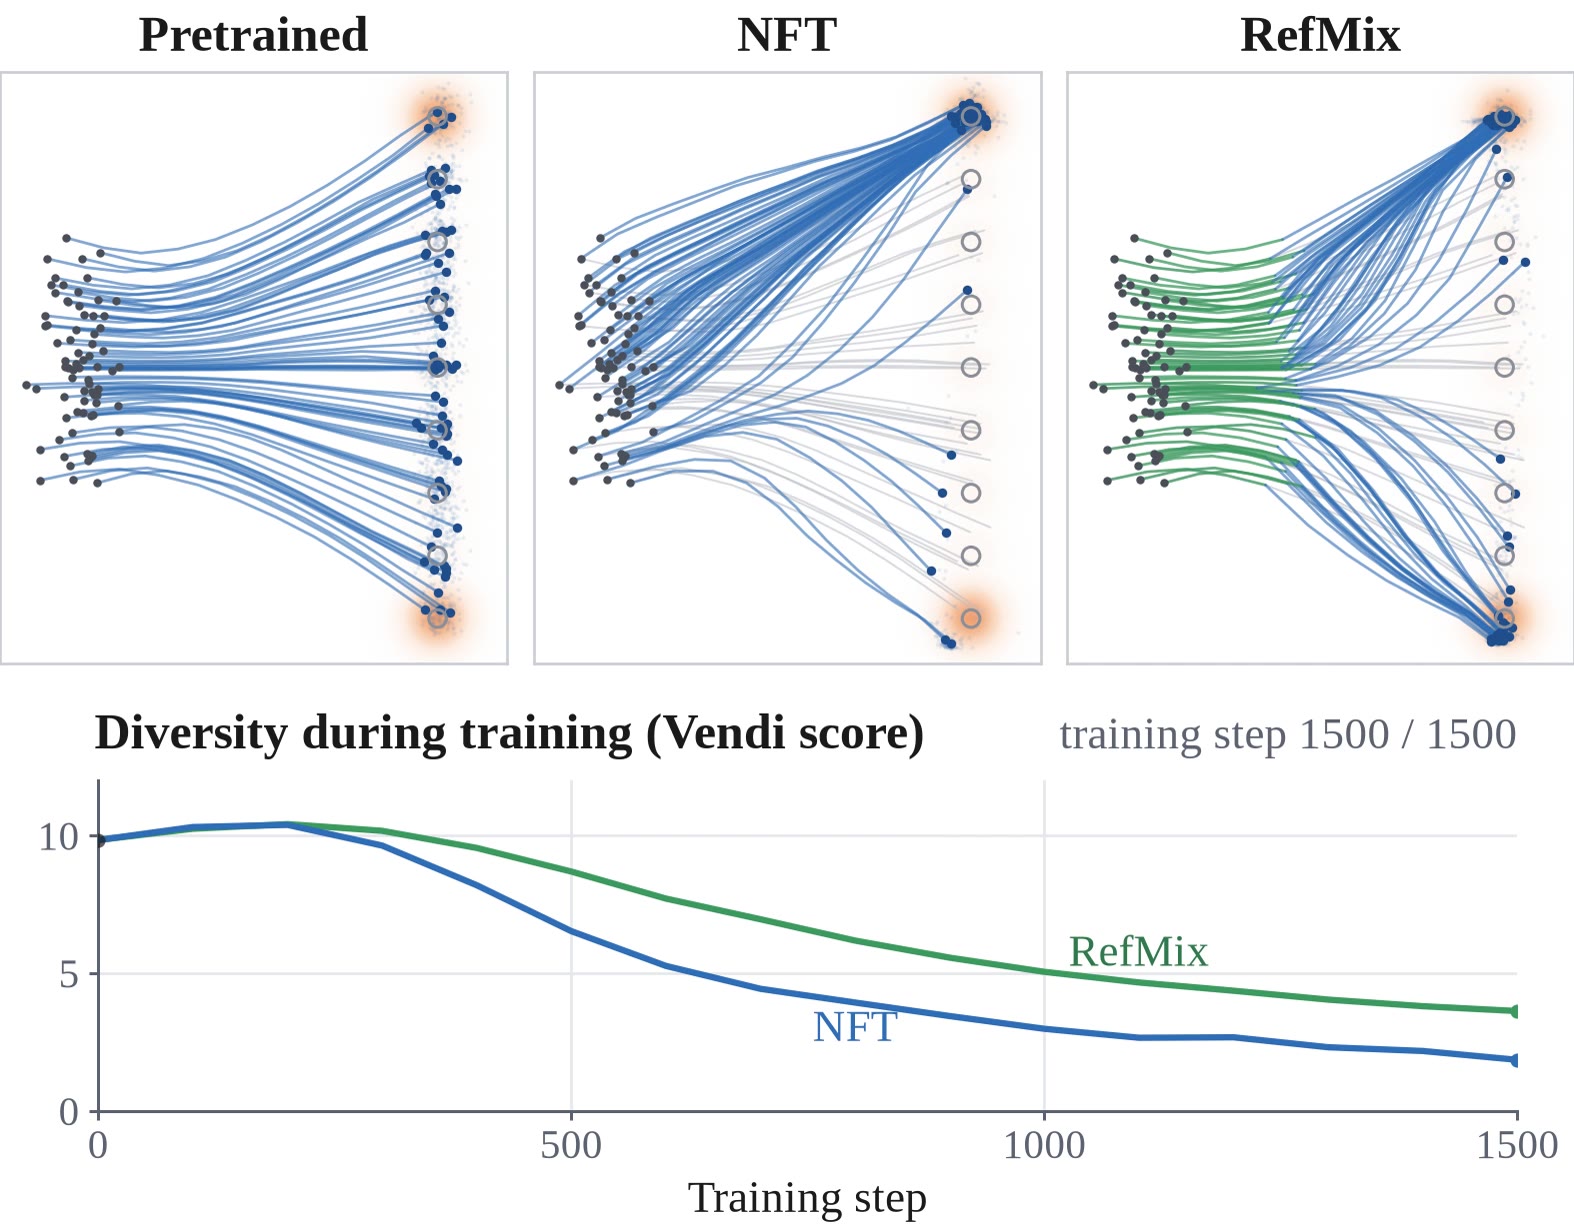 Pretrained
NFT
RefMix
Diversity during training (Vendi score)
training step 1500 / 1500
10
5
0
RefMix
NFT
0
500
1000
1500
Training step